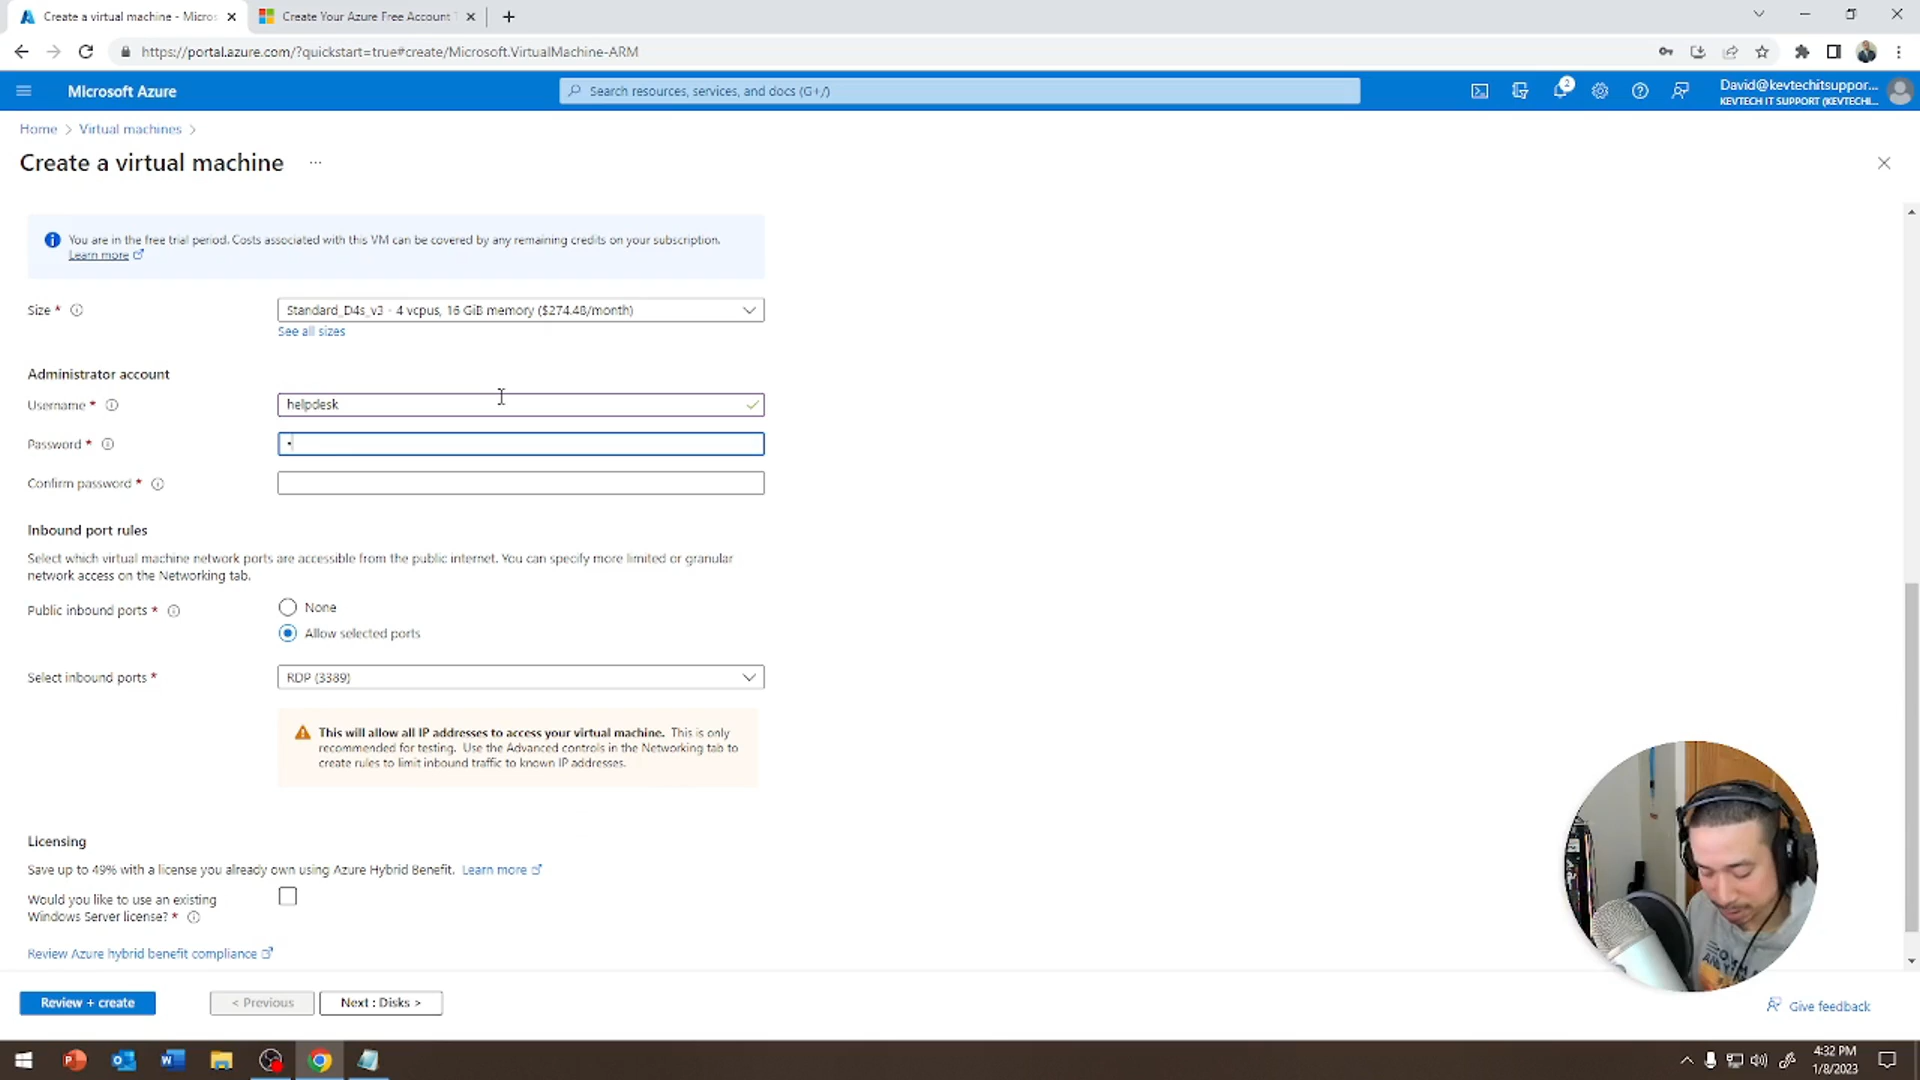 Create a virtual machine - Micros
Create Your Azure Free Account T
https://portal.azure.com/?quickstart=true#create/Microsoft.VirtualMachine-ARM
Microsoft Azure
Search resources, services, and docs (G+/)
2
David@kevtechitsuppor...
KEVTECH IT SUPPORT (KEVTECHI...
Home > Virtual machines >
Create a virtual machine ...
You are in the free trial period. Costs associated with this VM can be covered by any remaining credits on your subscription.
Learn more
Size *
Standard_D4s_v3 - 4 vcpus, 16 GiB memory ($274.48/month)
See all sizes
Administrator account
Username *
helpdesk
Password *
Confirm password *
Inbound port rules
Select which virtual machine network ports are accessible from the public internet. You can specify more limited or granular
network access on the Networking tab.
Public inbound ports *
None
Allow selected ports
Select inbound ports *
RDP (3389)
This will allow all IP addresses to access your virtual machine. This is only
recommended for testing. Use the Advanced controls in the Networking tab to
create rules to limit inbound traffic to known IP addresses.
Licensing
Save up to 49% with a license you already own using Azure Hybrid Benefit. Learn more
Would you like to use an existing
Windows Server license? *
Review Azure hybrid benefit compliance
Review + create
< Previous
Next : Disks >
Give feedback
4:32 PM
1/8/2023